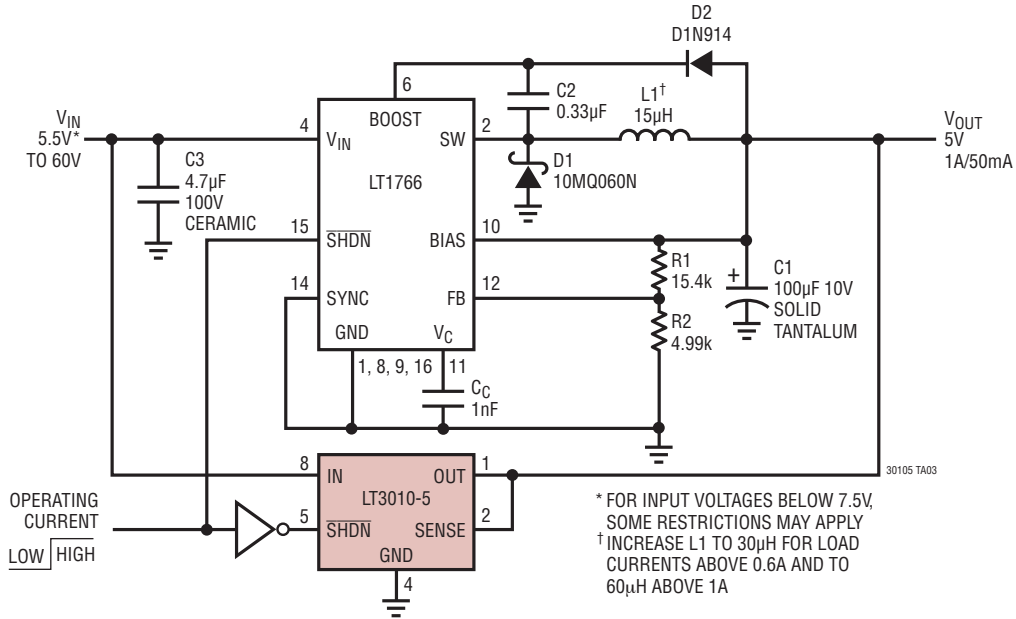 D2
D1N914
6
BOOST
C2
0.33µF
L1†
15µH
VIN
5.5V*
TO 60V
4
VIN
SW
2
VOUT
5V
1A/50mA
C3
4.7µF
100V
CERAMIC
LT1766
D1
10MQ060N
15
SHDN
BIAS
10
R1
15.4k
14
SYNC
FB
12
C1
+
100µF 10V
SOLID
TANTALUM
R2
4.99k
GND
VC
1, 8, 9, 16
11
CC
1nF
8
IN
OUT
1
LT3010-5
30105 TA03
OPERATING
CURRENT
LOW HIGH
5
SHDN
SENSE
2
GND
4
* FOR INPUT VOLTAGES BELOW 7.5V,
SOME RESTRICTIONS MAY APPLY
† INCREASE L1 TO 30µH FOR LOAD
CURRENTS ABOVE 0.6A AND TO
60µH ABOVE 1A